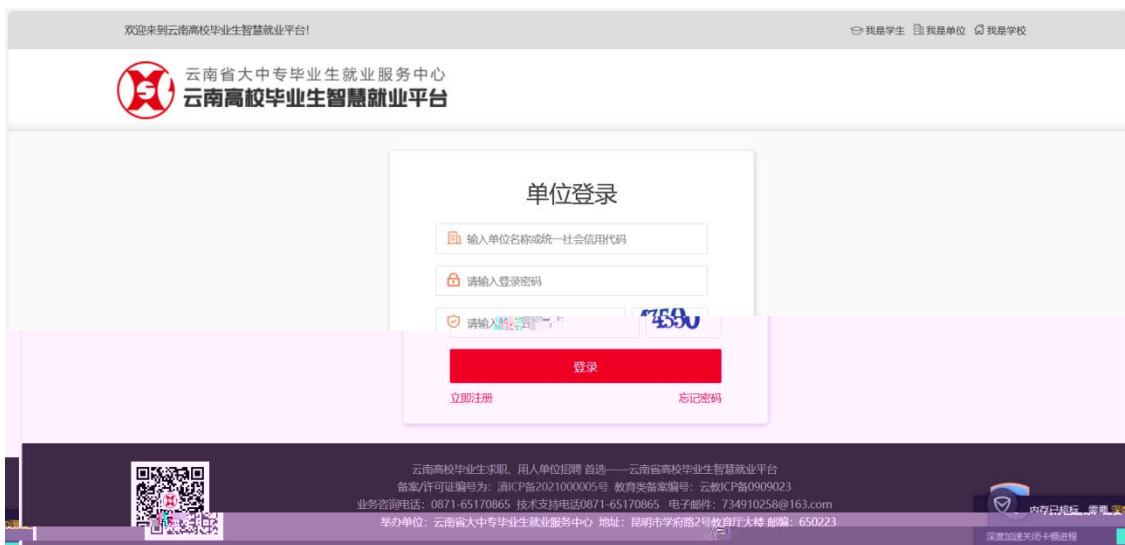 欢迎来到云南高校毕业生智慧就业平台!
我是学生 我是单位 我是学校
云南省大中专毕业生就业服务中心
云南高校毕业生智慧就业平台
单位登录
输入单位名称或统一社会信用代码
请输入登录密码
请输入
登录
立即注册 忘记密码
云南高校毕业生求职、用人单位招聘 首选——云南省高校毕业生智慧就业平台
备案/许可证编号为：滇ICP备2021000005号 教育类备案编号：云教ICP备0909023
业务咨询电话：0871-65170865 技术支持电话0871-65170865 电子邮件：734910258@163.com
举办单位：云南省大中专毕业生就业服务中心 地址：昆明市学府路2号教育厅大楼 邮编：650223
内存已超标，需要
深度加速关闭卡慢进程